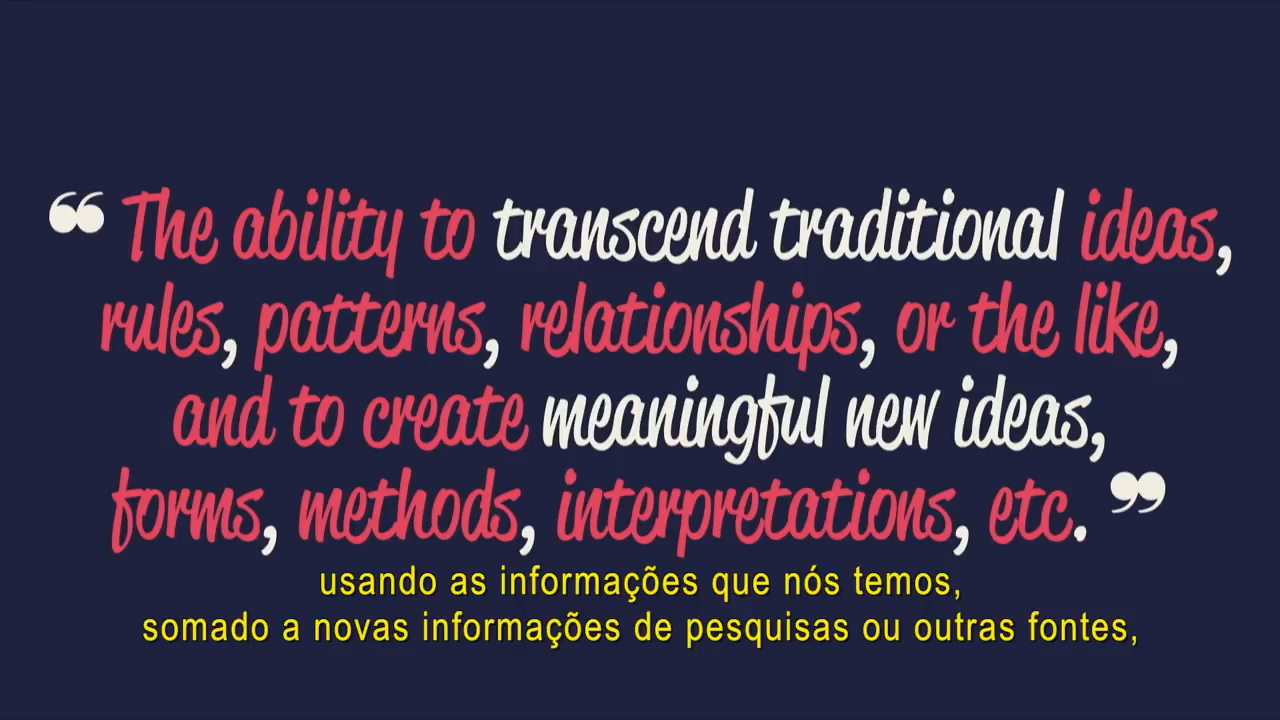 “The ability to transcend traditional ideas,
rules, patterns, relationships, or the like,
and to create meaningful new ideas,
forms, methods, interpretations, etc.”
usando as informações que nós temos,
somado a novas informações de pesquisas ou outras fontes,